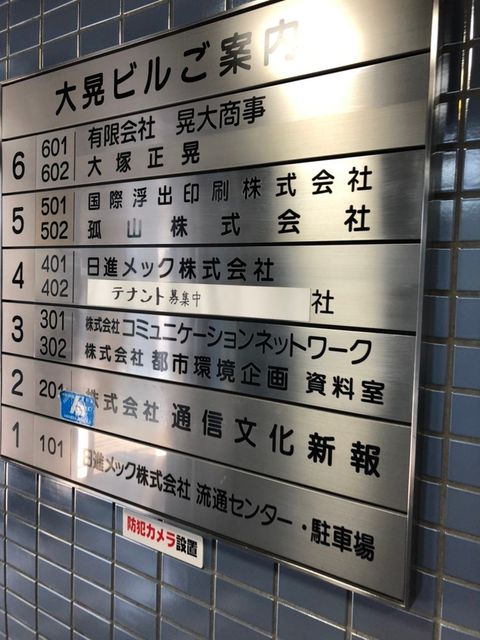 大晃ビルご案内
6 601 有限会社 晃大商事
602 大塚正晃
5 501 国際浮出印刷株式会社
502 孤山株式会社
4 401 日進メック株式会社
402 テナント募集中 社
3 301 株式会社コミュニケーションネットワーク
302 株式会社 都市環境企画 資料室
2 201 株式会社 通信文化新報
1 101 日進メック株式会社 流通センター・駐車場
防犯カメラ設置